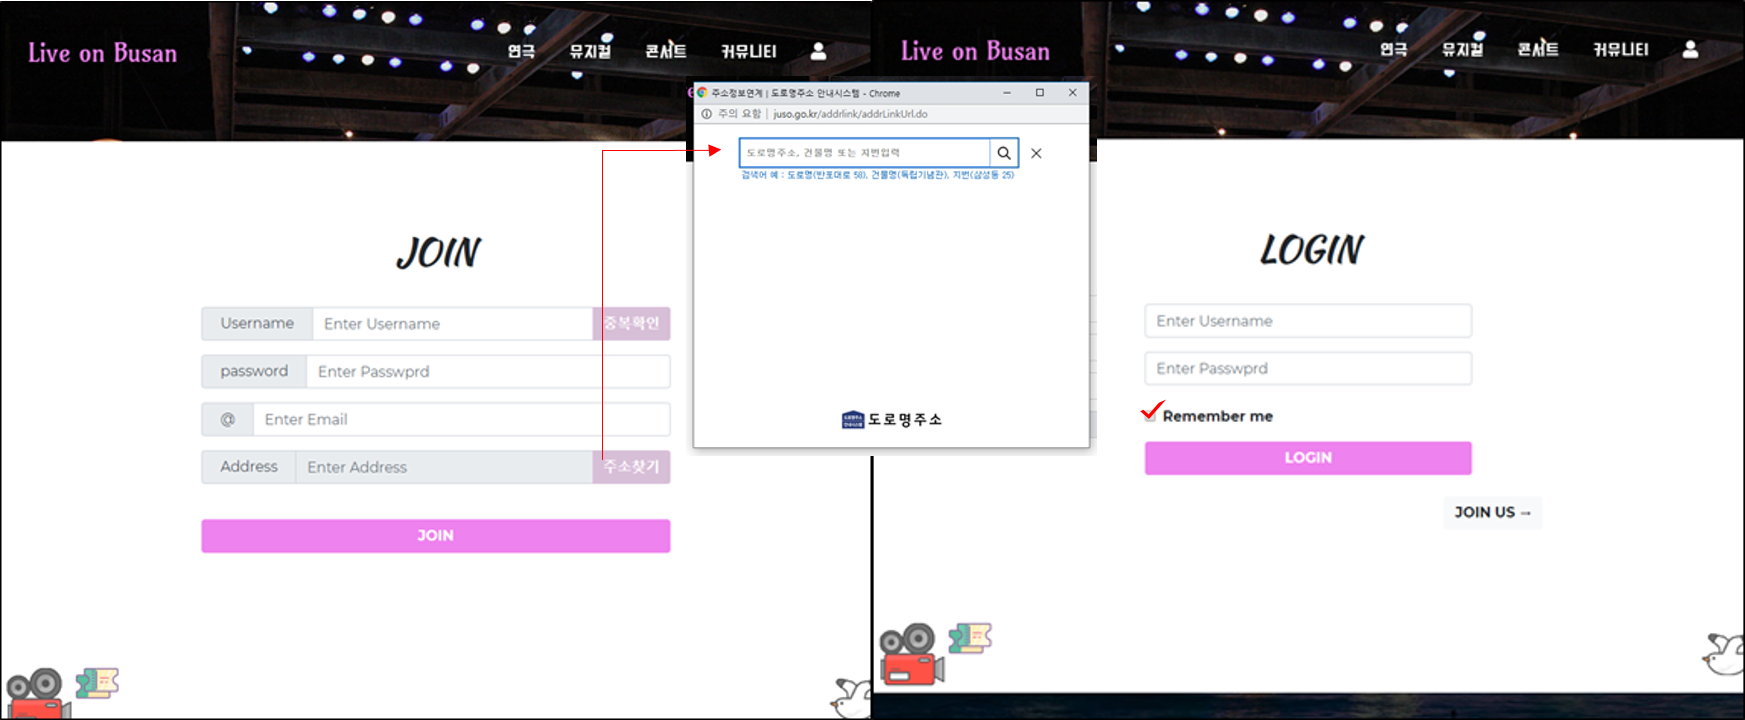 Live on Busan
연극 뮤지컬 콘서트 커뮤니티
JOIN
Username Enter Username 중복확인
password Enter Passwprd
@ Enter Email
Address Enter Address 주소찾기
JOIN
주소정보연계 | 도로명주소 안내시스템 - Chrome
주의 요함 | juso.go.kr/addrlink/addrLinkUrl.do
도로명주소, 건물명 또는 지번입력
검색어 예 : 도로명(반포대로 58), 건물명(독립기념관), 지번(삼성동 25)
도로명주소
Live on Busan
연극 뮤지컬 콘서트 커뮤니티
LOGIN
Enter Username
Enter Passwprd
Remember me
LOGIN
JOIN US →